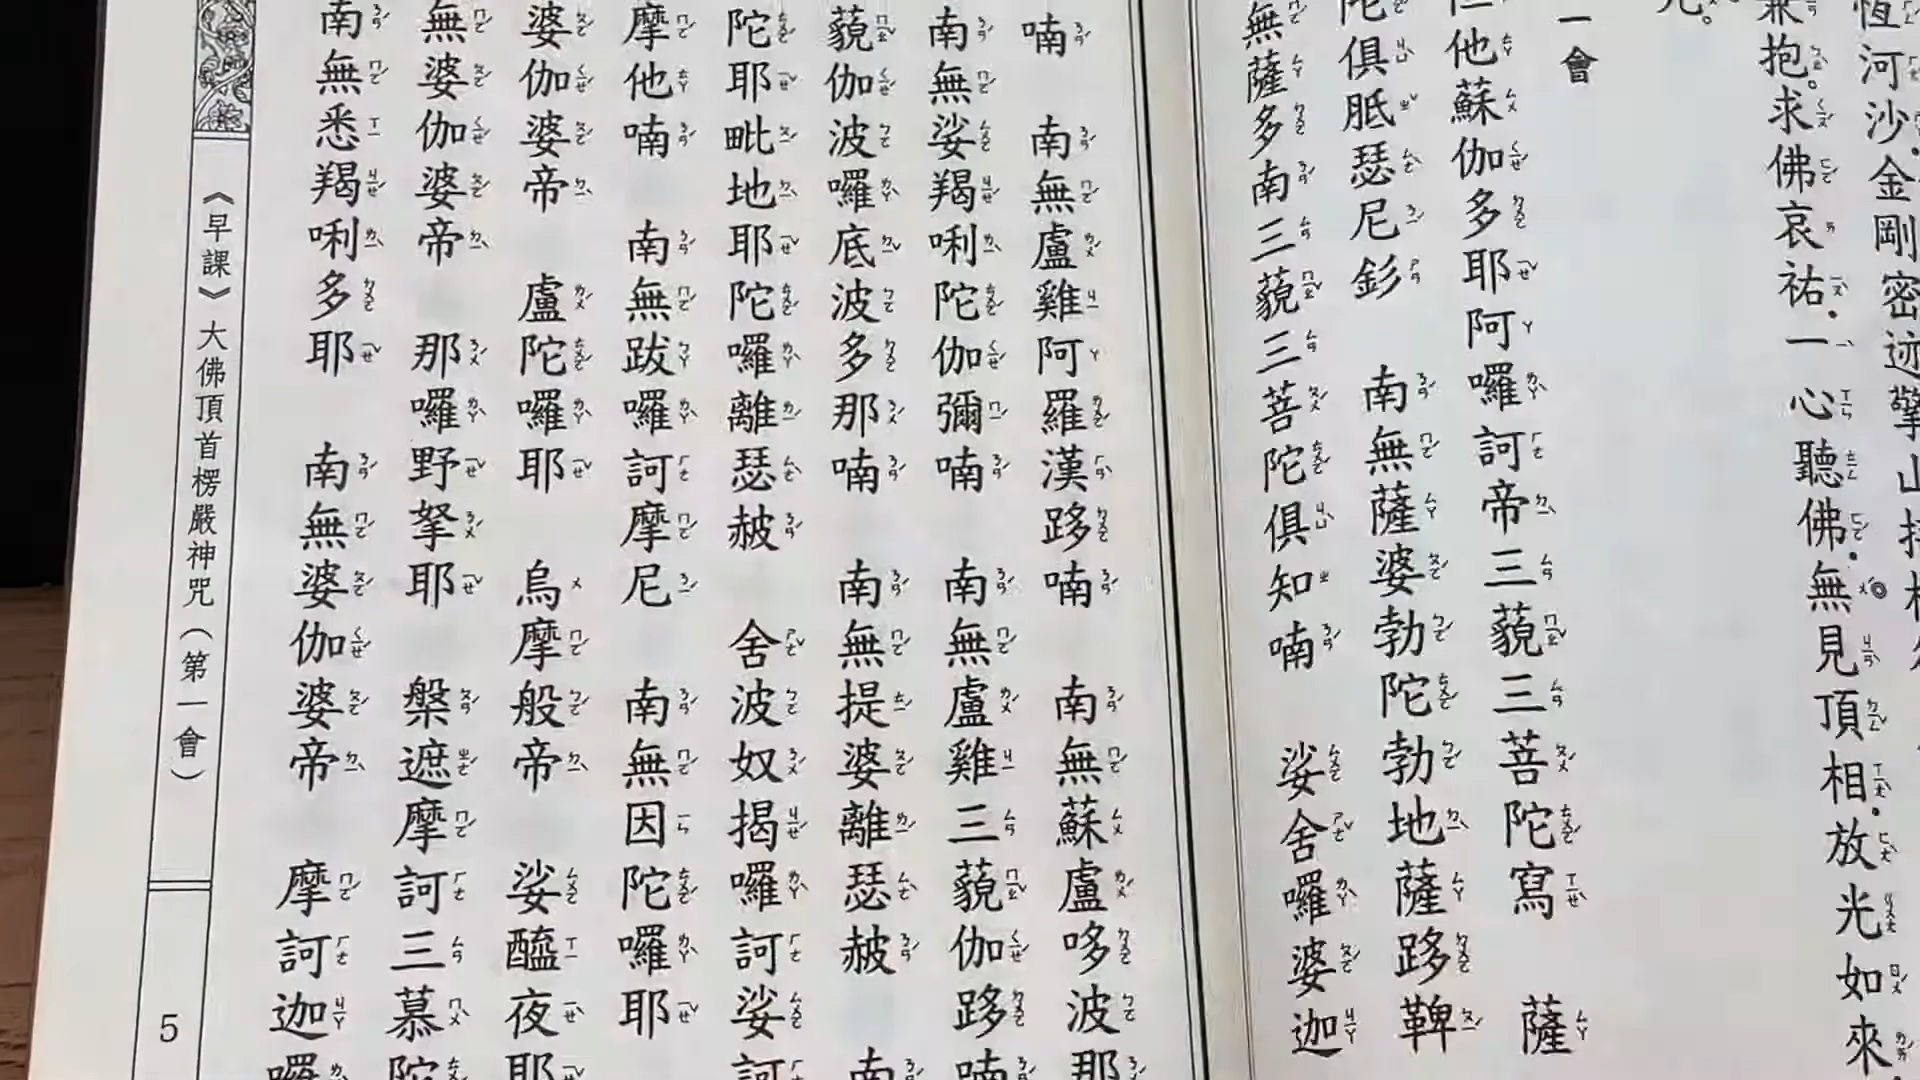 恆河沙金剛密迹擎山
兼抱。求佛哀祐.一心聽佛.無見頂相.放光如來
一會
他蘇伽多耶阿囉訶帝三藐三菩陀寫 薩
陀俱胝瑟尼釤 南無薩婆勃陀勃地薩跢鞞
無薩多南三藐三菩陀俱知喃 娑舍囉婆迦
喃 南無盧雞阿羅漢跢喃 南無蘇盧哆波那
南無娑羯唎陀伽彌喃 南無盧雞三藐伽跢喃
藐伽波囉底波多那喃 南無提婆離瑟赧 南
陀耶毗地耶陀囉離瑟赧 舍波奴揭囉訶娑訶
摩他喃 南無跋囉訶摩尼 南無因陀囉耶
婆伽婆帝 盧陀囉耶 烏摩般帝 娑醯夜耶
無婆伽婆帝 那囉野拏耶 槃遮摩訶三慕陀
南無悉羯唎多耶 南無婆伽婆帝 摩訶迦囉
《早課》大佛頂首楞嚴神咒(第一會)
5